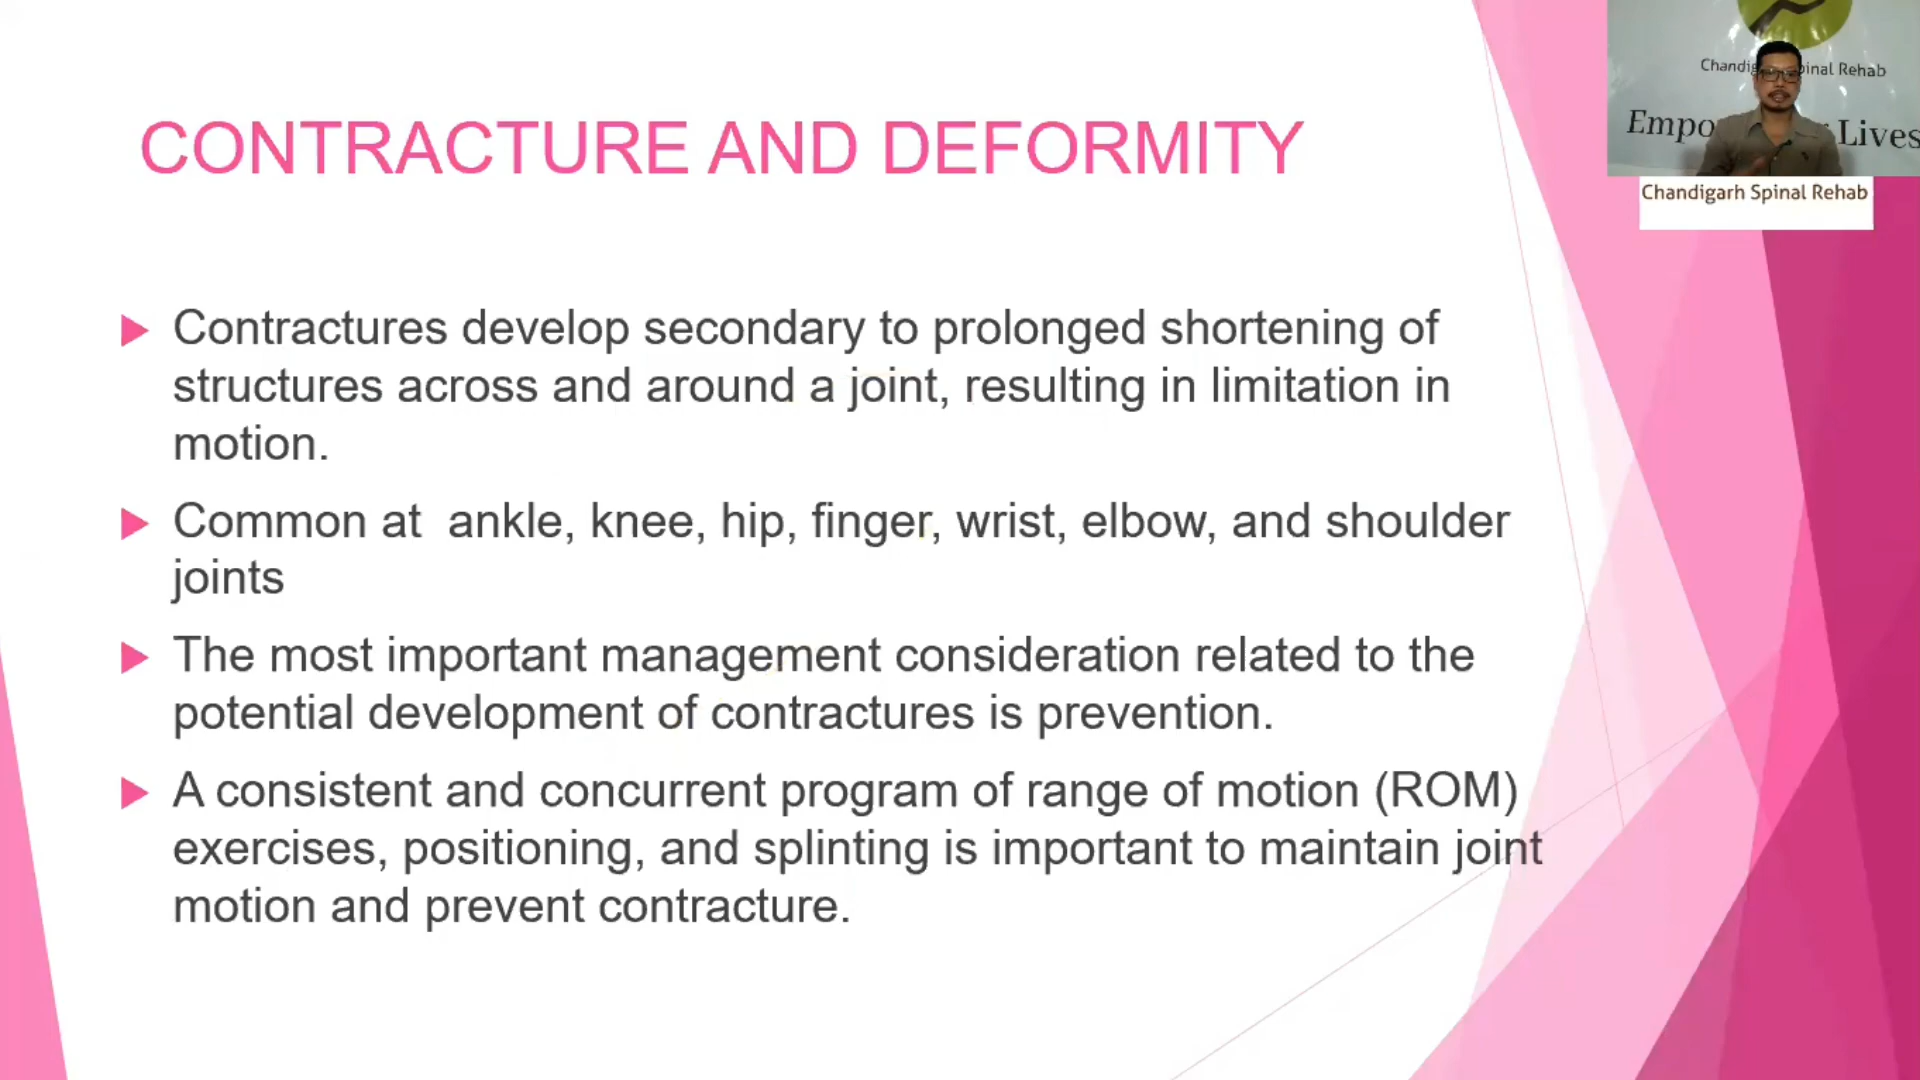 CONTRACTURE AND DEFORMITY
Contractures develop secondary to prolonged shortening of
structures across and around a joint, resulting in limitation in
motion.
Common at  ankle, knee, hip, finger, wrist, elbow, and shoulder
joints
The most important management consideration related to the
potential development of contractures is prevention.
A consistent and concurrent program of range of motion (ROM)
exercises, positioning, and splinting is important to maintain joint
motion and prevent contracture.
Rehab
Lives
Chandigarh Spinal Rehab